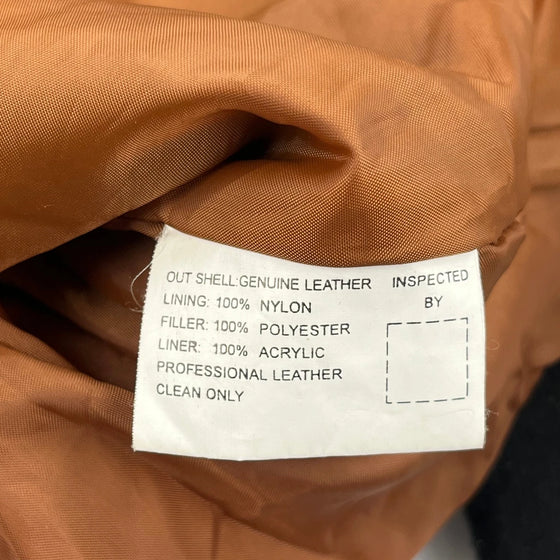 OUT SHELL:GENUINE LEATHER
LINING: 100% NYLON
FILLER: 100% POLYESTER
LINER: 100% ACRYLIC
PROFESSIONAL LEATHER
CLEAN ONLY
INSPECTED
BY